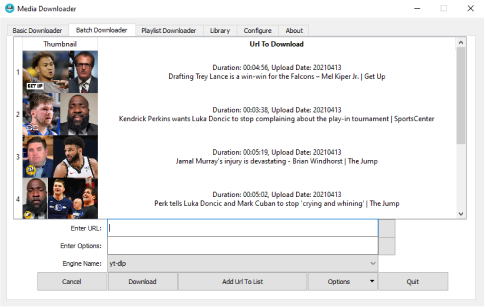 Media Downloader
Basic Downloader Batch Downloader Playlist Downloader Library Configure About
Thumbnail Url To Download
1
Duration: 00:04:56, Upload Date: 20210413
Drafting Trey Lance is a win-win for the Falcons – Mel Kiper Jr. | Get Up
GET UP
2
Duration: 00:03:38, Upload Date: 20210413
Kendrick Perkins wants Luka Doncic to stop complaining about the play-in tournament | SportsCenter
3
Duration: 00:05:19, Upload Date: 20210413
Jamal Murray's injury is devastating - Brian Windhorst | The Jump
4
Duration: 00:05:02, Upload Date: 20210413
Perk tells Luka Doncic and Mark Cuban to stop 'crying and whining' | The Jump
Enter URL:
Enter Options:
Engine Name: yt-dlp
Cancel Download Add Url To List Options Quit